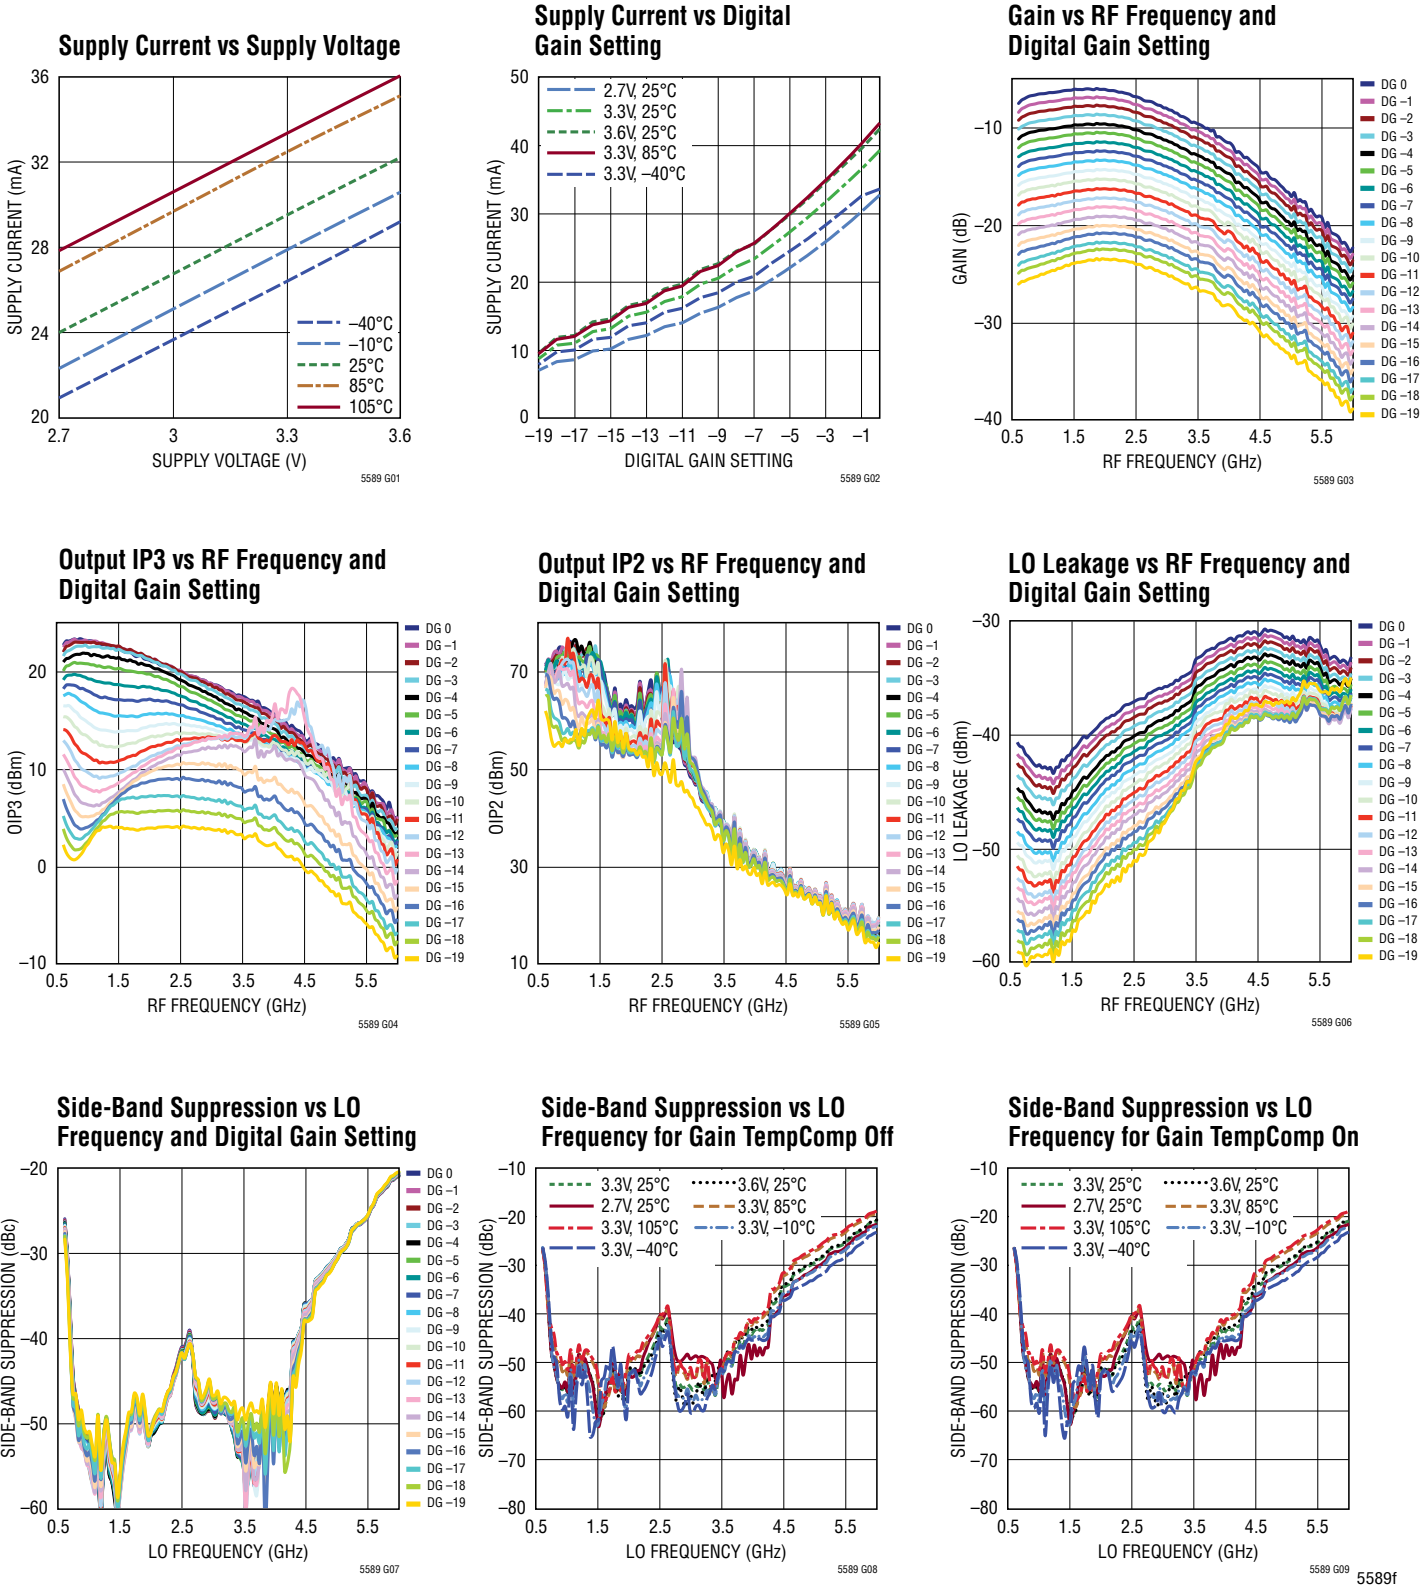 Supply Current vs Supply Voltage
36
32
28
24
20
SUPPLY CURRENT (mA)
–40°C
–10°C
25°C
85°C
105°C
2.7
3
3.3
3.6
SUPPLY VOLTAGE (V)
5589 G01
Supply Current vs Digital
Gain Setting
50
40
30
20
10
0
SUPPLY CURRENT (mA)
2.7V, 25°C
3.3V, 25°C
3.6V, 25°C
3.3V, 85°C
3.3V, –40°C
–19 –17 –15 –13 –11 –9 –7 –5 –3 –1
DIGITAL GAIN SETTING
5589 G02
Gain vs RF Frequency and
Digital Gain Setting
–10
–20
–30
–40
GAIN (dB)
DG 0
DG –1
DG –2
DG –3
DG –4
DG –5
DG –6
DG –7
DG –8
DG –9
DG –10
DG –11
DG –12
DG –13
DG –14
DG –15
DG –16
DG –17
DG –18
DG –19
0.5
1.5
2.5
3.5
4.5
5.5
RF FREQUENCY (GHz)
5589 G03
Output IP3 vs RF Frequency and
Digital Gain Setting
20
10
0
–10
OIP3 (dBm)
DG 0
DG –1
DG –2
DG –3
DG –4
DG –5
DG –6
DG –7
DG –8
DG –9
DG –10
DG –11
DG –12
DG –13
DG –14
DG –15
DG –16
DG –17
DG –18
DG –19
0.5
1.5
2.5
3.5
4.5
5.5
RF FREQUENCY (GHz)
5589 G04
Output IP2 vs RF Frequency and
Digital Gain Setting
70
50
30
10
OIP2 (dBm)
DG 0
DG –1
DG –2
DG –3
DG –4
DG –5
DG –6
DG –7
DG –8
DG –9
DG –10
DG –11
DG –12
DG –13
DG –14
DG –15
DG –16
DG –17
DG –18
DG –19
0.5
1.5
2.5
3.5
4.5
5.5
RF FREQUENCY (GHz)
5589 G05
LO Leakage vs RF Frequency and
Digital Gain Setting
–30
–40
–50
–60
LO LEAKAGE (dBm)
DG 0
DG –1
DG –2
DG –3
DG –4
DG –5
DG –6
DG –7
DG –8
DG –9
DG –10
DG –11
DG –12
DG –13
DG –14
DG –15
DG –16
DG –17
DG –18
DG –19
0.5
1.5
2.5
3.5
4.5
5.5
RF FREQUENCY (GHz)
5589 G06
Side-Band Suppression vs LO
Frequency and Digital Gain Setting
–20
–30
–40
–50
–60
SIDE-BAND SUPPRESSION (dBc)
DG 0
DG –1
DG –2
DG –3
DG –4
DG –5
DG –6
DG –7
DG –8
DG –9
DG –10
DG –11
DG –12
DG –13
DG –14
DG –15
DG –16
DG –17
DG –18
DG –19
0.5
1.5
2.5
3.5
4.5
5.5
LO FREQUENCY (GHz)
5589 G07
Side-Band Suppression vs LO
Frequency for Gain TempComp Off
–10
–20
–30
–40
–50
–60
–70
–80
SIDE-BAND SUPPRESSION (dBc)
3.3V, 25°C 3.6V, 25°C
2.7V, 25°C 3.3V, 85°C
3.3V, 105°C 3.3V, –10°C
3.3V, –40°C
0.5
1.5
2.5
3.5
4.5
5.5
LO FREQUENCY (GHz)
5589 G08
Side-Band Suppression vs LO
Frequency for Gain TempComp On
–10
–20
–30
–40
–50
–60
–70
–80
SIDE-BAND SUPPRESSION (dBc)
3.3V, 25°C 3.6V, 25°C
2.7V, 25°C 3.3V, 85°C
3.3V, 105°C 3.3V, –10°C
3.3V, –40°C
0.5
1.5
2.5
3.5
4.5
5.5
LO FREQUENCY (GHz)
5589 G09
5589f